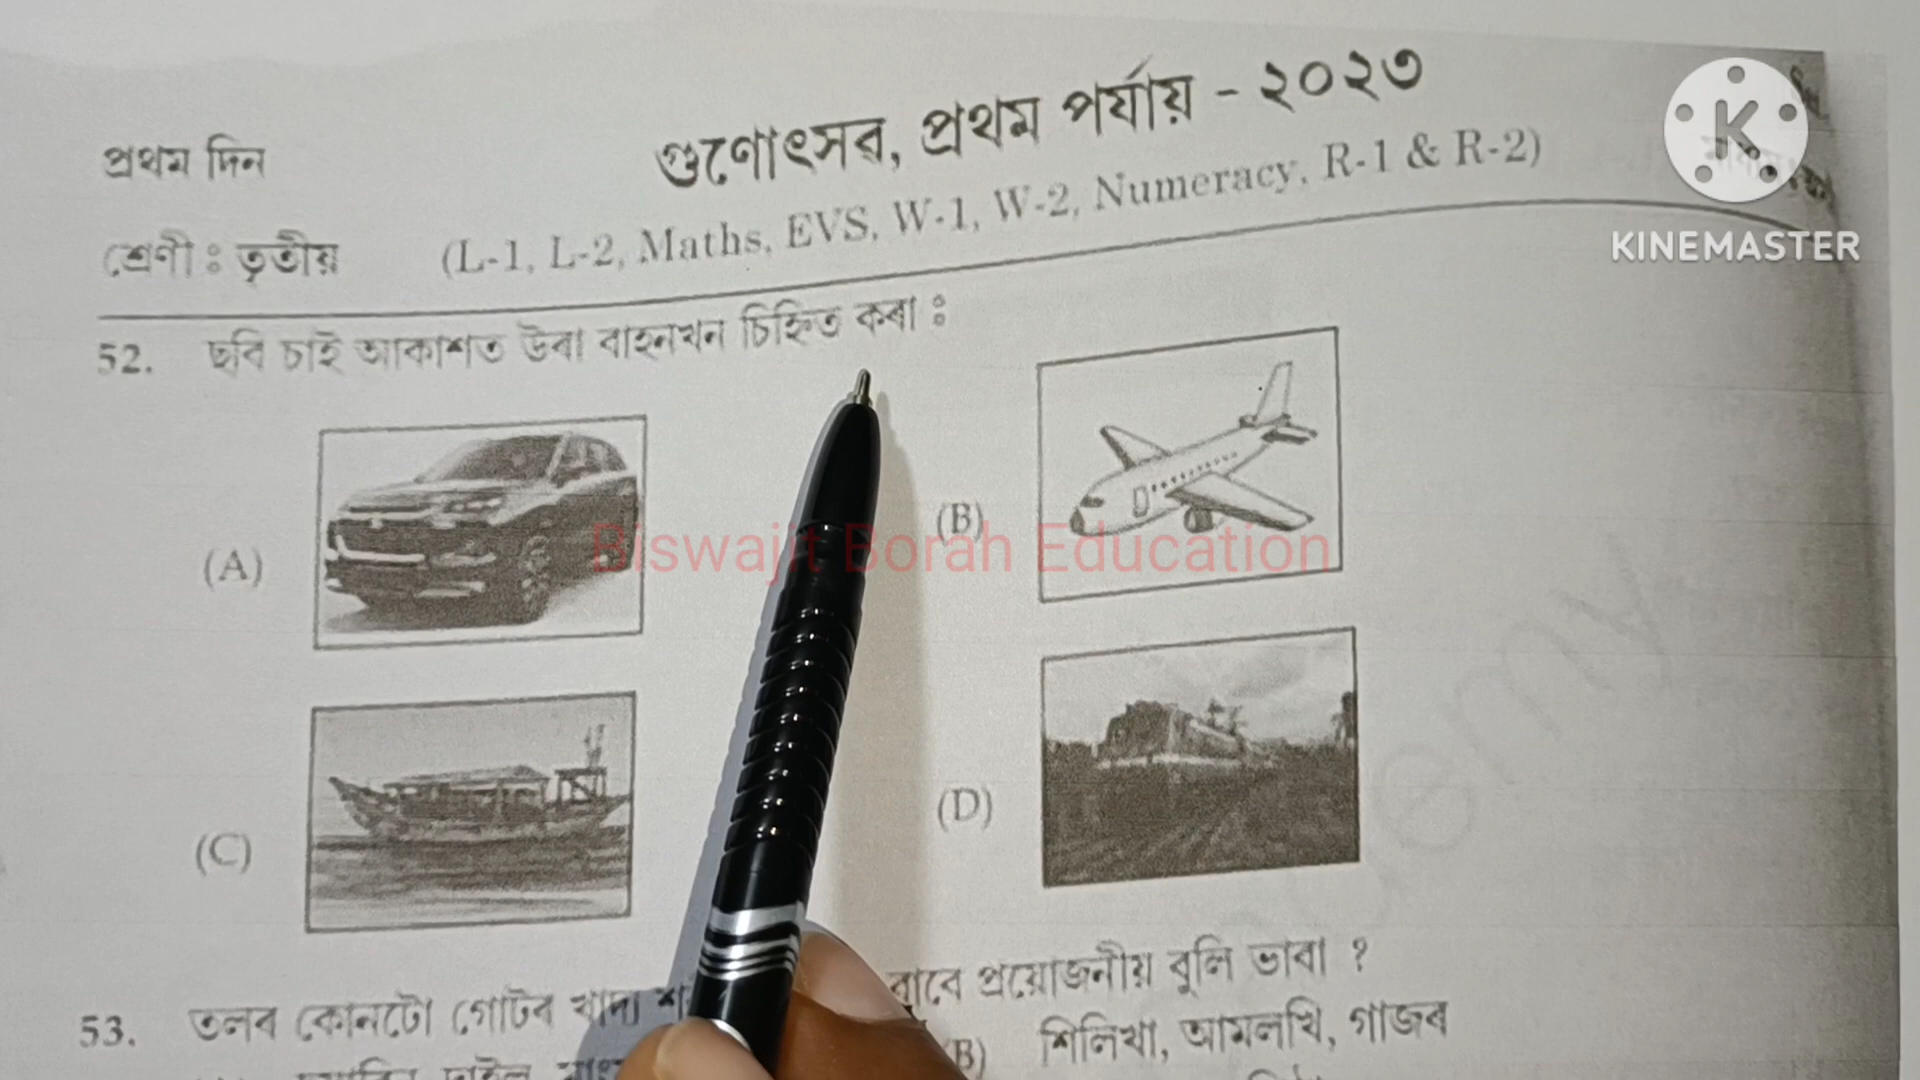 প্ৰথম দিন
গুণোৎসৱ, প্ৰথম পৰ্যায় - ২০২৩
শ্ৰেণী : তৃতীয়
(L-1, L-2, Maths, EVS, W-1, W-2, Numeracy, R-1 & R-2)
KINEMASTER
52. ছবি চাই আকাশত উৰা বাহনখন চিহ্নিত কৰা :
(A)
(B)
Biswajit Borah Education
(C)
(D)
53. তলৰ কোনটো গোটৰ খাদ্য বাবে প্ৰয়োজনীয় বুলি ভাবা ?
(B) শিলিখা, আমলখি, গাজৰ